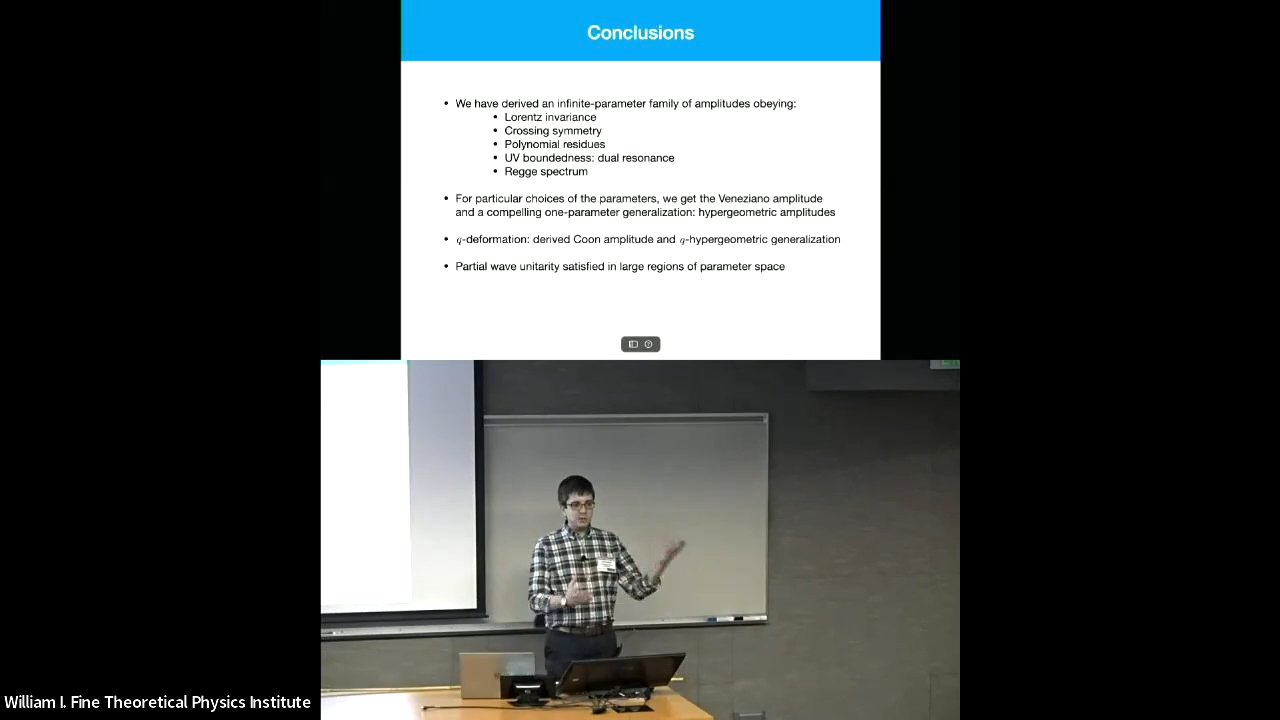 Conclusions
• We have derived an infinite-parameter family of amplitudes obeying:
• Lorentz invariance
• Crossing symmetry
• Polynomial residues
• UV boundedness: dual resonance
• Regge spectrum
• For particular choices of the parameters, we get the Veneziano amplitude
and a compelling one-parameter generalization: hypergeometric amplitudes
• q-deformation: derived Coon amplitude and q-hypergeometric generalization
• Partial wave unitarity satisfied in large regions of parameter space
William I. Fine Theoretical Physics Institute